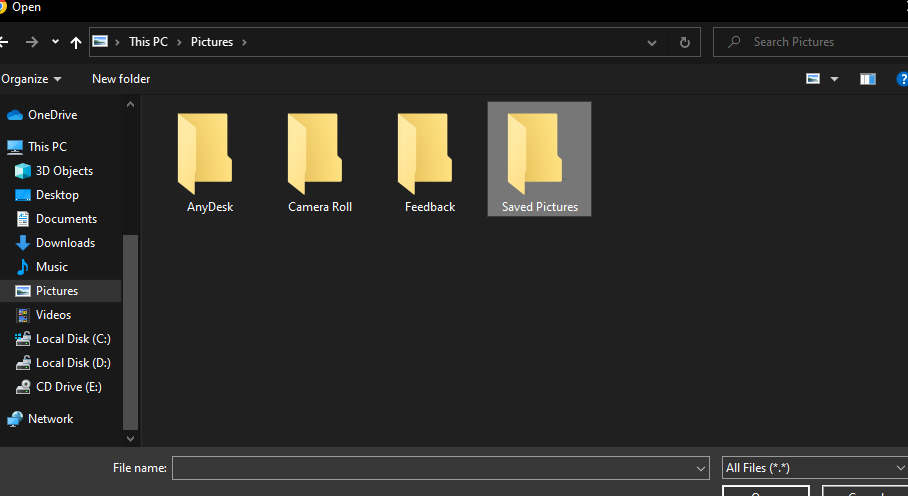 Open
This PC
Pictures
Search Pictures
Organize
New folder
OneDrive
This PC
3D Objects
Desktop
Documents
Downloads
Music
Pictures
Videos
Local Disk (C:)
Local Disk (D:)
CD Drive (E:)
Network
AnyDesk
Camera Roll
Feedback
Saved Pictures
File name:
All Files (*.*)